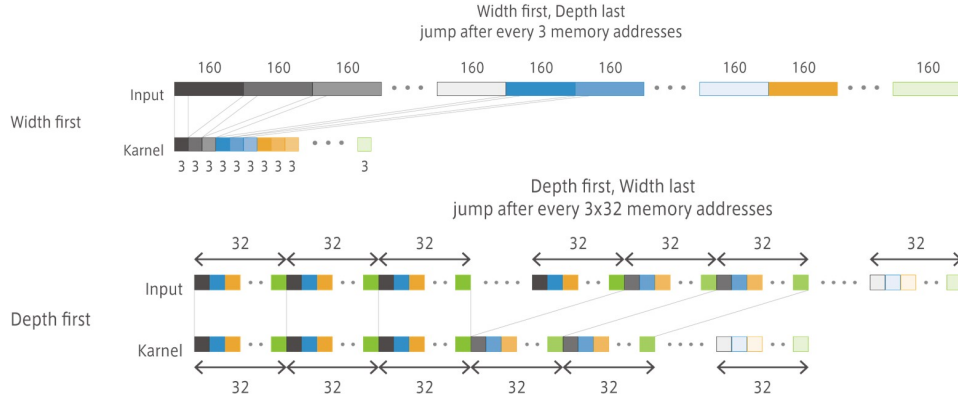 Width first, Depth last
jump after every 3 memory addresses
160 160 160 160 160 160 160 160
Input
Width first
Karnel
3 3 3 3 3 3 3 3 3 3
Depth first, Width last
jump after every 3x32 memory addresses
32 32 32 32 32 32 32
Input
Depth first
Karnel
32 32 32 32 32 32